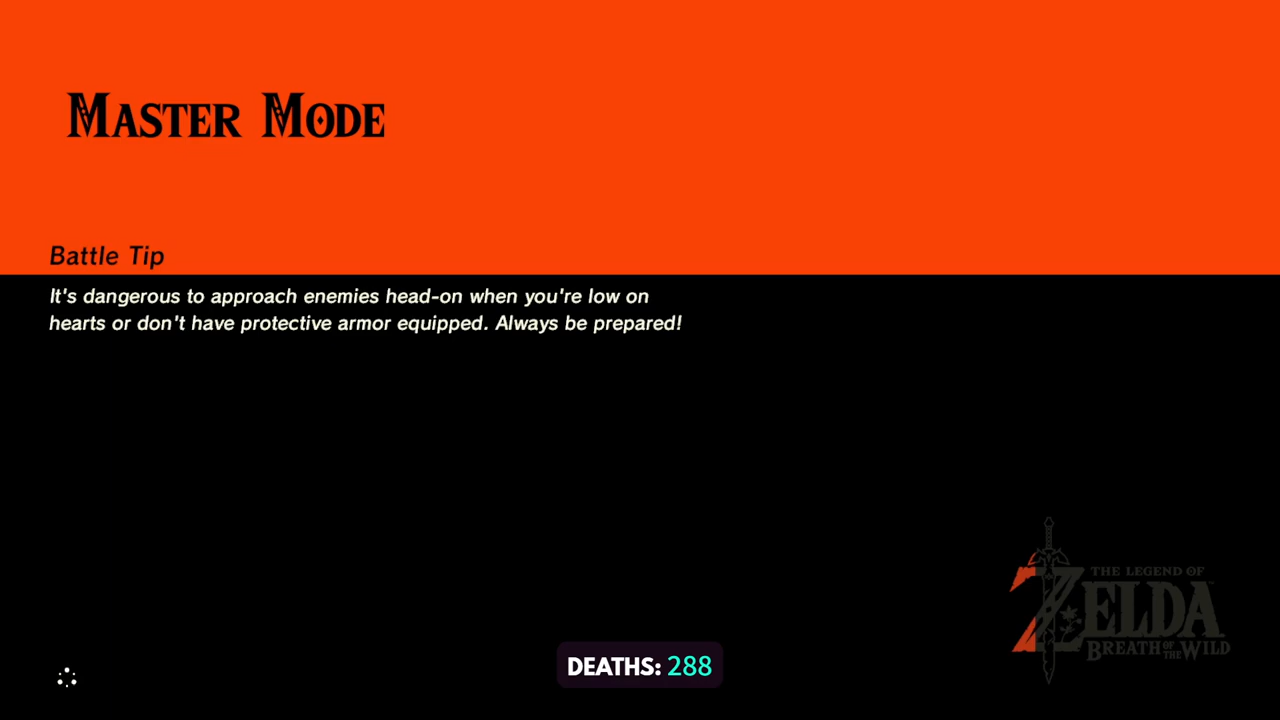 MASTER MODE
Battle Tip
It's dangerous to approach enemies head-on when you're low on
hearts or don't have protective armor equipped. Always be prepared!
THE LEGEND OF
ZELDA
BREATH OF THE WILD
DEATHS: 288